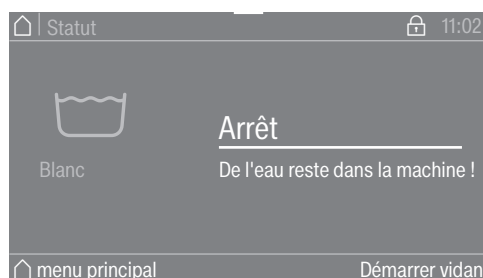 Statut 11:02
Arrêt
Blanc De l'eau reste dans la machine !
menu principal Démarrer vidan